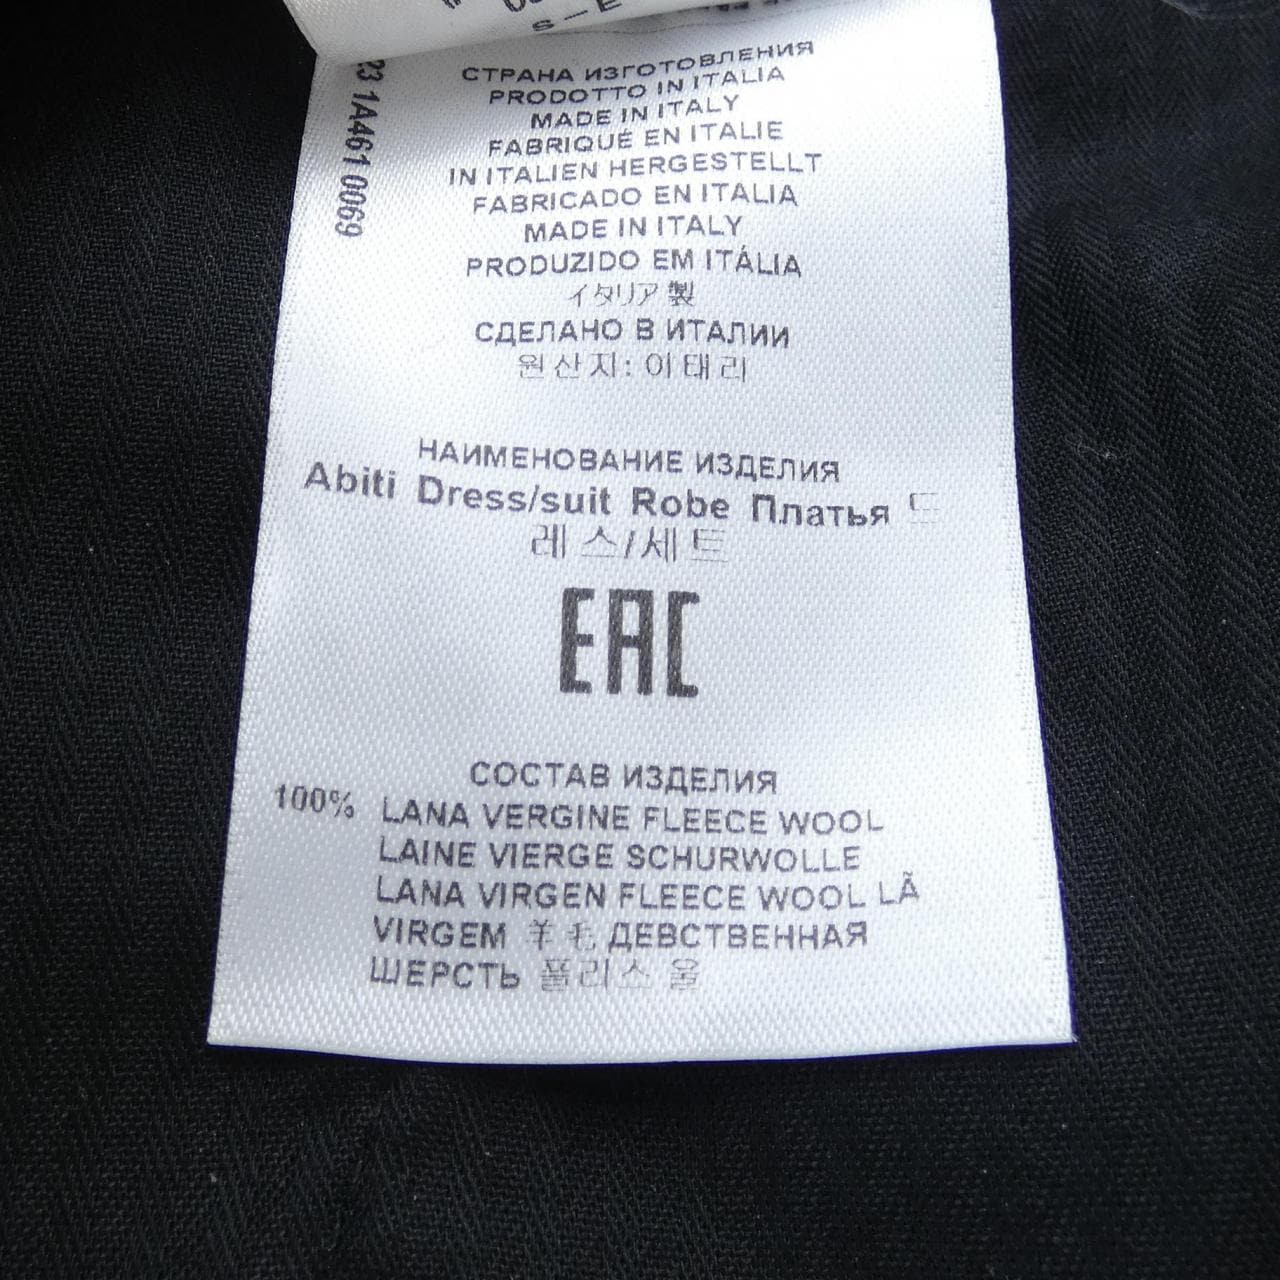 S-E
23 1A461 0069
СТРАНА ИЗГОТОВЛЕНИЯ
PRODOTTO IN ITALIA
MADE IN ITALY
FABRIQUÉ EN ITALIE
IN ITALIEN HERGESTELLT
FABRICADO EN ITALIA
MADE IN ITALY
PRODUZIDO EM ITÁLIA
イタリア製
СДЕЛАНО В ИТАЛИИ
원산지: 이태리
НАИМЕНОВАНИЕ ИЗДЕЛИЯ
Abiti Dress/suit Robe Платья 드
레스/세트
EAC
СОСТАВ ИЗДЕЛИЯ
100% LANA VERGINE FLEECE WOOL
LAINE VIERGE SCHURWOLLE
LANA VIRGEN FLEECE WOOL LÃ
VIRGEM 羊毛 ДЕВСТВЕННАЯ
ШЕРСТЬ 플리스 울